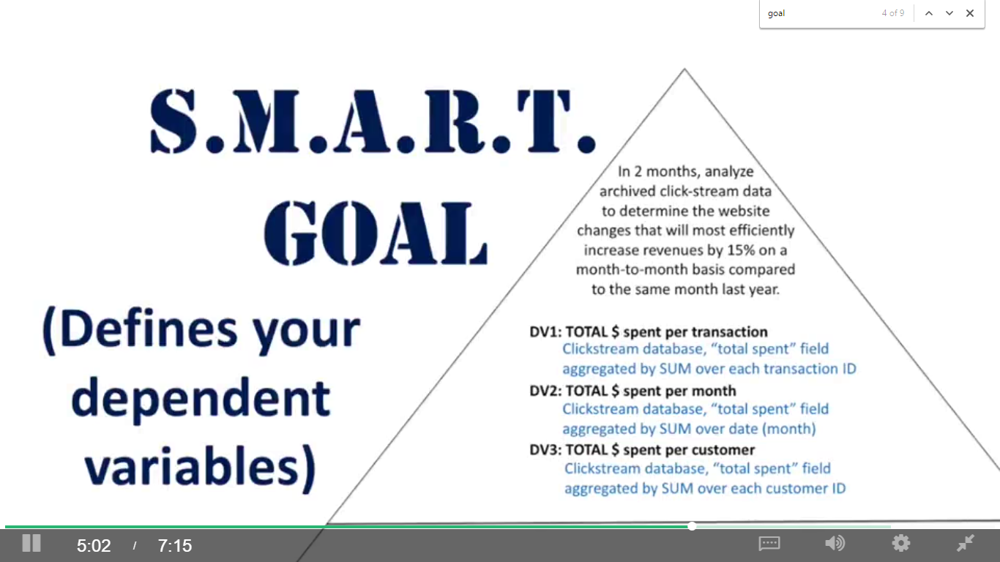 goal
4 of 9
S.M.A.R.T.
GOAL
(Defines your
dependent
variables)
In 2 months, analyze
archived click-stream data
to determine the website
changes that will most efficiently
increase revenues by 15% on a
month-to-month basis compared
to the same month last year.
DV1: TOTAL $ spent per transaction
Clickstream database, “total spent” field
aggregated by SUM over each transaction ID
DV2: TOTAL $ spent per month
Clickstream database, “total spent” field
aggregated by SUM over date (month)
DV3: TOTAL $ spent per customer
Clickstream database, “total spent” field
aggregated by SUM over each customer ID
5:02 / 7:15